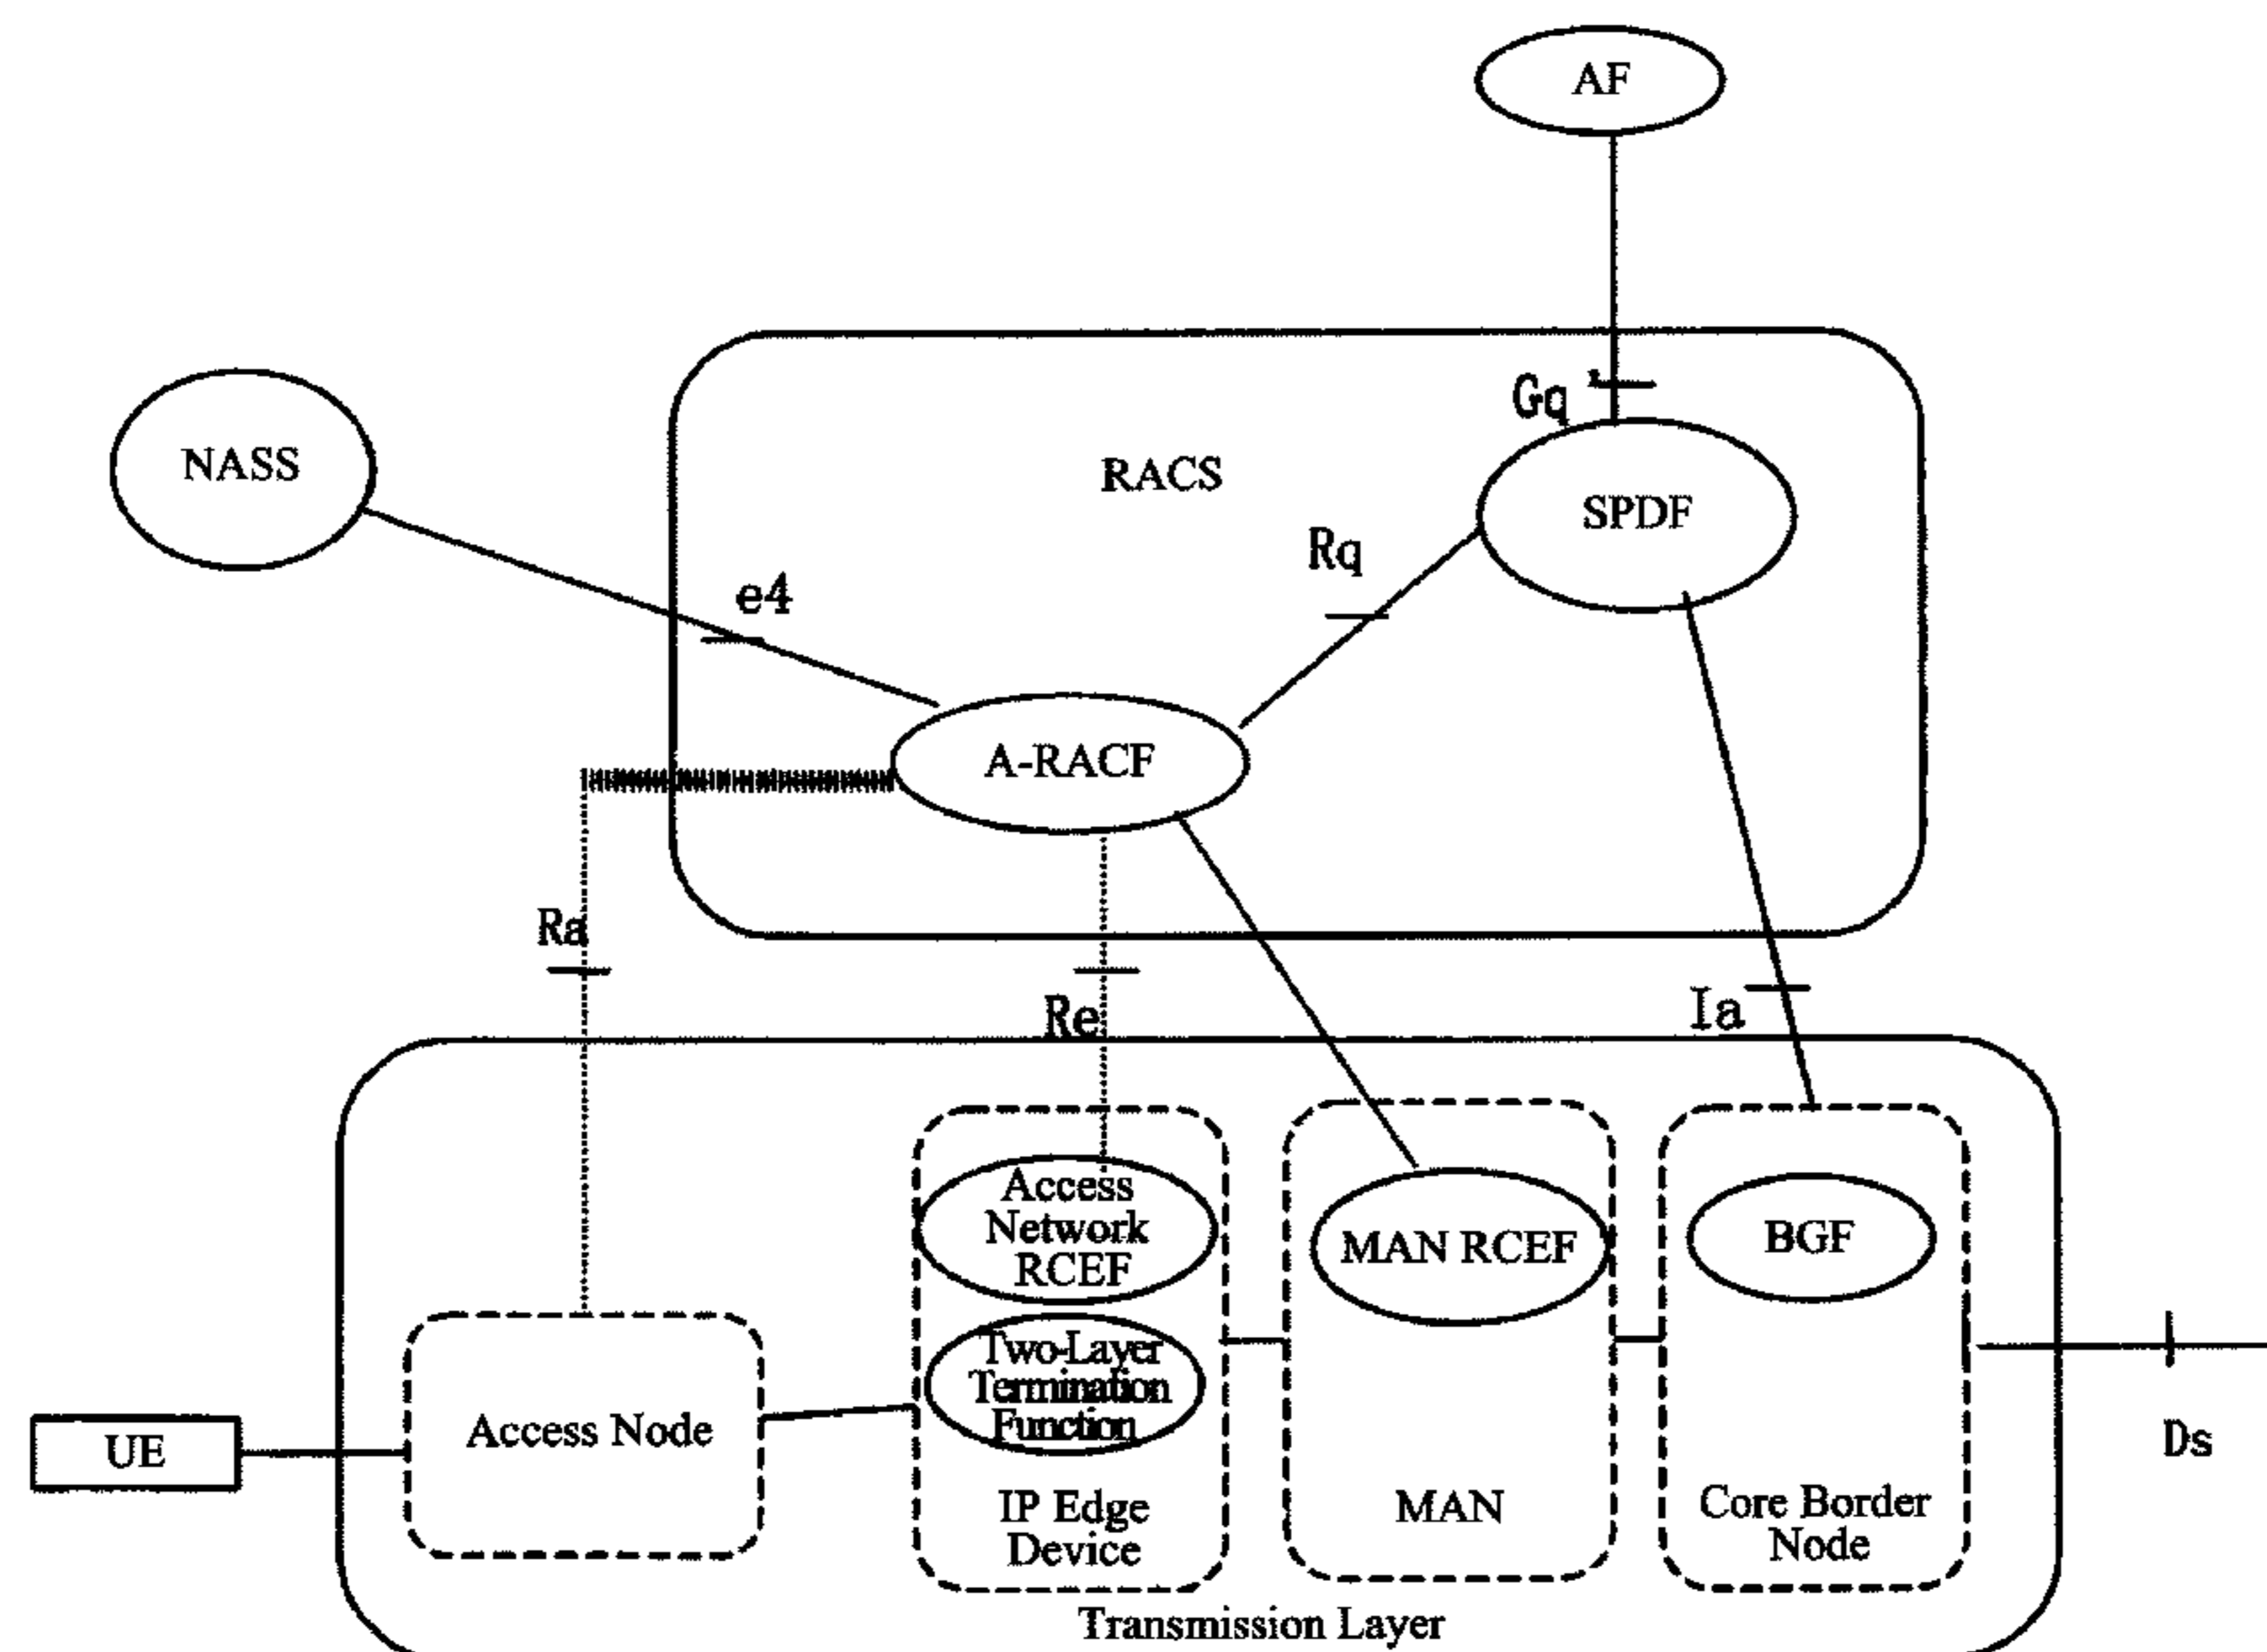 AF
Gq'
NASS
RACS
SPDF
Rq
e4
A-RACF
Ra
Re
Ia
Access
Network
RCEF
MAN RCEF
BGF
Two-Layer
Termination
Function
Access Node
UE
Ds
IP Edge
Device
MAN
Core Border
Node
Transmission Layer